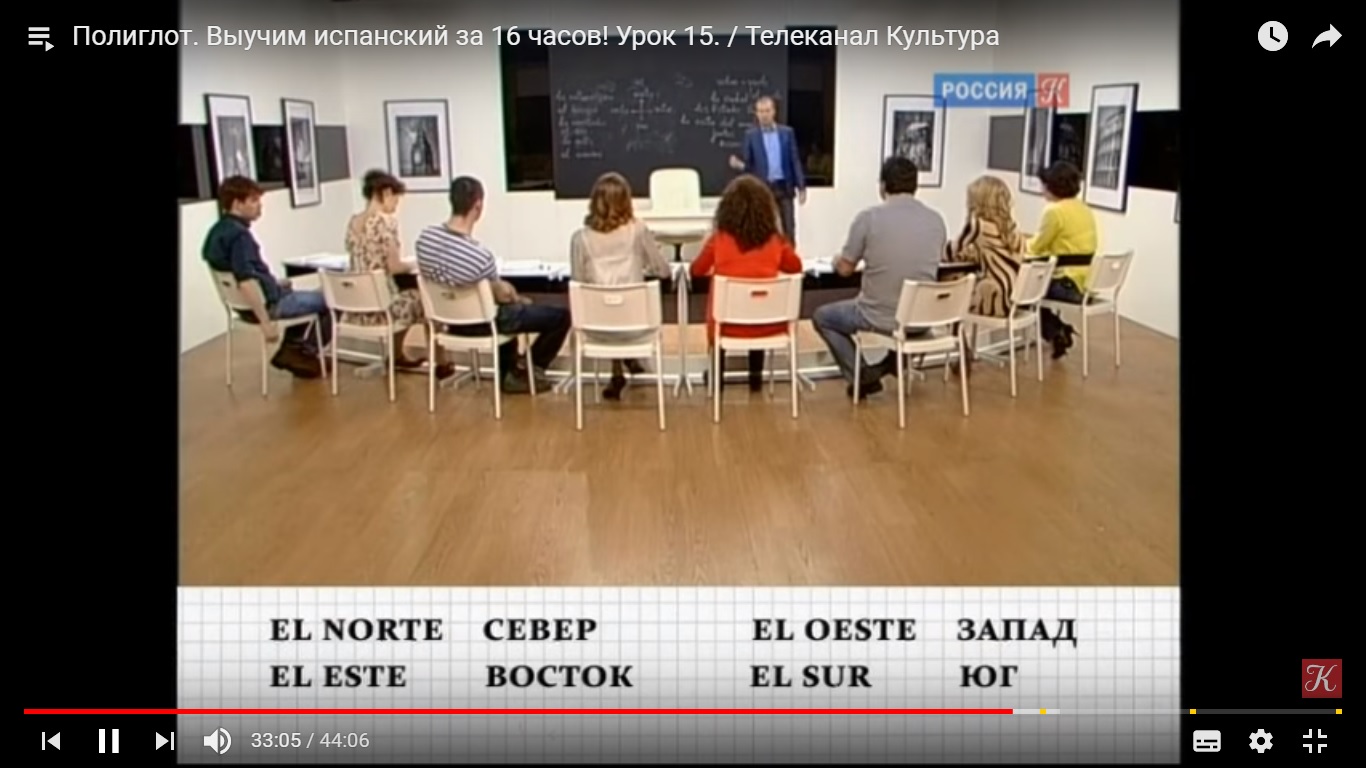 Полиглот. Выучим испанский за 16 часов! Урок 15. / Телеканал Культура
РОССИЯ К
EL NORTE СЕВЕР EL OESTE ЗАПАД
EL ESTE ВОСТОК EL SUR ЮГ
K
33:05 / 44:06